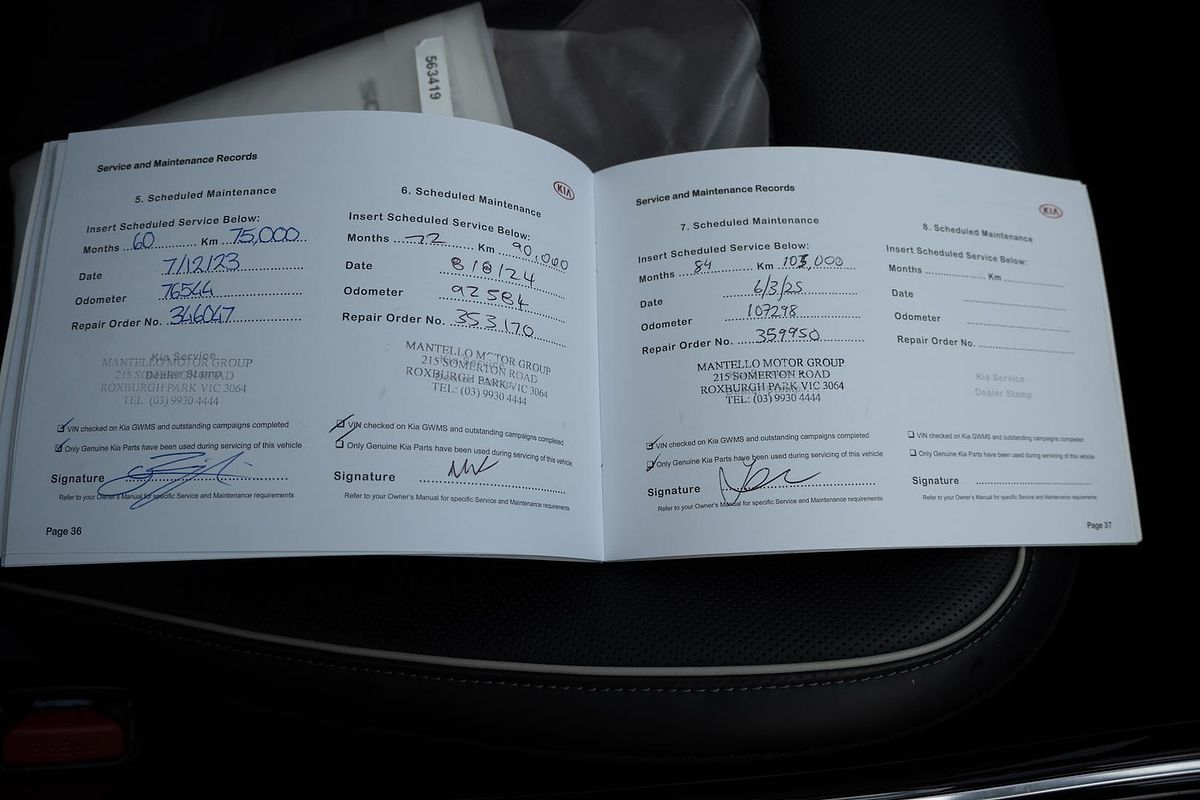 563419
Service and Maintenance Records
5. Scheduled Maintenance
Insert Scheduled Service Below:
Months 60 Km 75,000
Date 7/12/23
Odometer 76544
Repair Order No. 346047
Kia Service
Dealer Stamp
MANTELLO MOTOR GROUP
215 SOMERTON ROAD
ROXBURGH PARK VIC 3064
TEL: (03) 9930 4444
VIN checked on Kia GWMS and outstanding campaigns completed
Only Genuine Kia Parts have been used during servicing of this vehicle
Signature
Refer to your Owner's Manual for specific Service and Maintenance requirements
Page 36
KIA
6. Scheduled Maintenance
Insert Scheduled Service Below:
Months 72 Km 90,000
Date 8/8/24
Odometer 92584
Repair Order No. 353170
MANTELLO MOTOR GROUP
215 SOMERTON ROAD
ROXBURGH PARK VIC 3064
TEL: (03) 9930 4444
VIN checked on Kia GWMS and outstanding campaigns completed
Only Genuine Kia Parts have been used during servicing of this vehicle
Signature
Refer to your Owner's Manual for specific Service and Maintenance requirements
Service and Maintenance Records
7. Scheduled Maintenance
Insert Scheduled Service Below:
Months 84 Km 105,000
Date 6/3/25
Odometer 107298
Repair Order No. 359950
MANTELLO MOTOR GROUP
215 SOMERTON ROAD
ROXBURGH PARK VIC 3064
TEL: (03) 9930 4444
VIN checked on Kia GWMS and outstanding campaigns completed
Only Genuine Kia Parts have been used during servicing of this vehicle
Signature
Refer to your Owner's Manual for specific Service and Maintenance requirements
KIA
8. Scheduled Maintenance
Insert Scheduled Service Below:
Months Km
Date
Odometer
Repair Order No.
Kia Service
Dealer Stamp
VIN checked on Kia GWMS and outstanding campaigns completed
Only Genuine Kia Parts have been used during servicing of this vehicle
Signature
Refer to your Owner's Manual for specific Service and Maintenance requirements
Page 37
PRESS